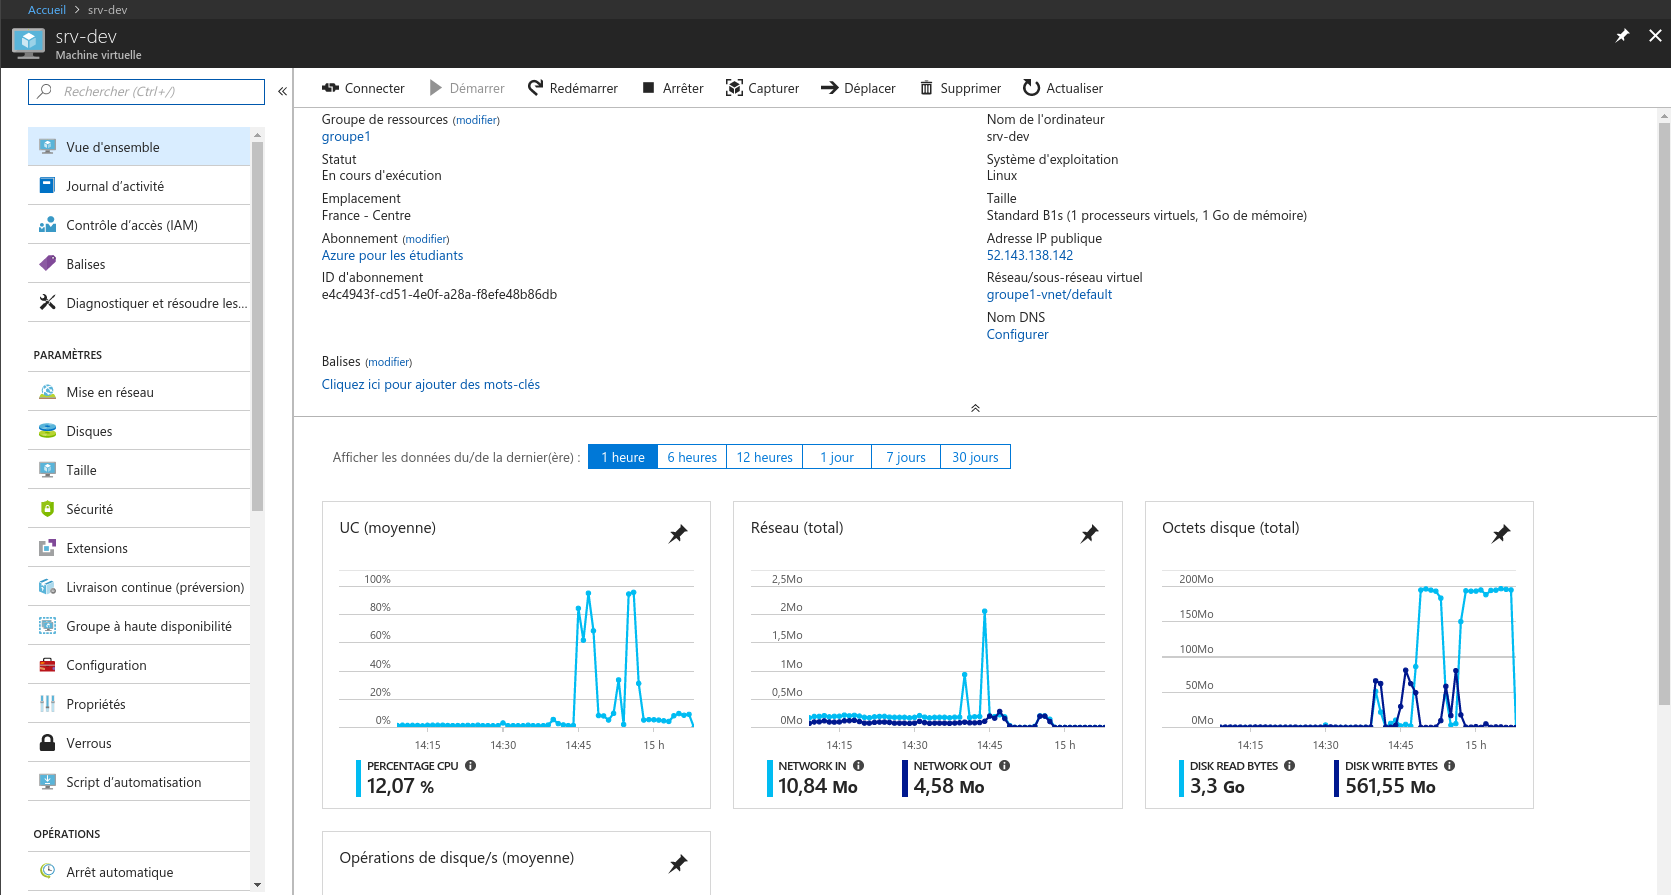 Accueil > srv-dev
srv-dev
Machine virtuelle
Rechercher (Ctrl+/)
«
Vue d'ensemble
Journal d'activité
Contrôle d'accès (IAM)
Balises
Diagnostiquer et résoudre les...
PARAMÈTRES
Mise en réseau
Disques
Taille
Sécurité
Extensions
Livraison continue (préversion)
Groupe à haute disponibilité
Configuration
Propriétés
Verrous
Script d'automatisation
OPÉRATIONS
Arrêt automatique
Connecter Démarrer Redémarrer Arrêter Capturer Déplacer Supprimer Actualiser
Groupe de ressources (modifier)
groupe1
Statut
En cours d'exécution
Emplacement
France - Centre
Abonnement (modifier)
Azure pour les étudiants
ID d'abonnement
e4c4943f-cd51-4e0f-a28a-f8efe48b86db
Nom de l'ordinateur
srv-dev
Système d'exploitation
Linux
Taille
Standard B1s (1 processeurs virtuels, 1 Go de mémoire)
Adresse IP publique
52.143.138.142
Réseau/sous-réseau virtuel
groupe1-vnet/default
Nom DNS
Configurer
Balises (modifier)
Cliquez ici pour ajouter des mots-clés
Afficher les données du/de la dernier(ère) : 1 heure 6 heures 12 heures 1 jour 7 jours 30 jours
UC (moyenne)
100%
80%
60%
40%
20%
0%
14:15 14:30 14:45 15 h
PERCENTAGE CPU
12,07 %
Réseau (total)
2,5Mo
2Mo
1,5Mo
1Mo
0,5Mo
0Mo
14:15 14:30 14:45 15 h
NETWORK IN NETWORK OUT
10,84 Mo 4,58 Mo
Octets disque (total)
200Mo
150Mo
100Mo
50Mo
0Mo
14:15 14:30 14:45 15 h
DISK READ BYTES DISK WRITE BYTES
3,3 Go 561,55 Mo
Opérations de disque/s (moyenne)